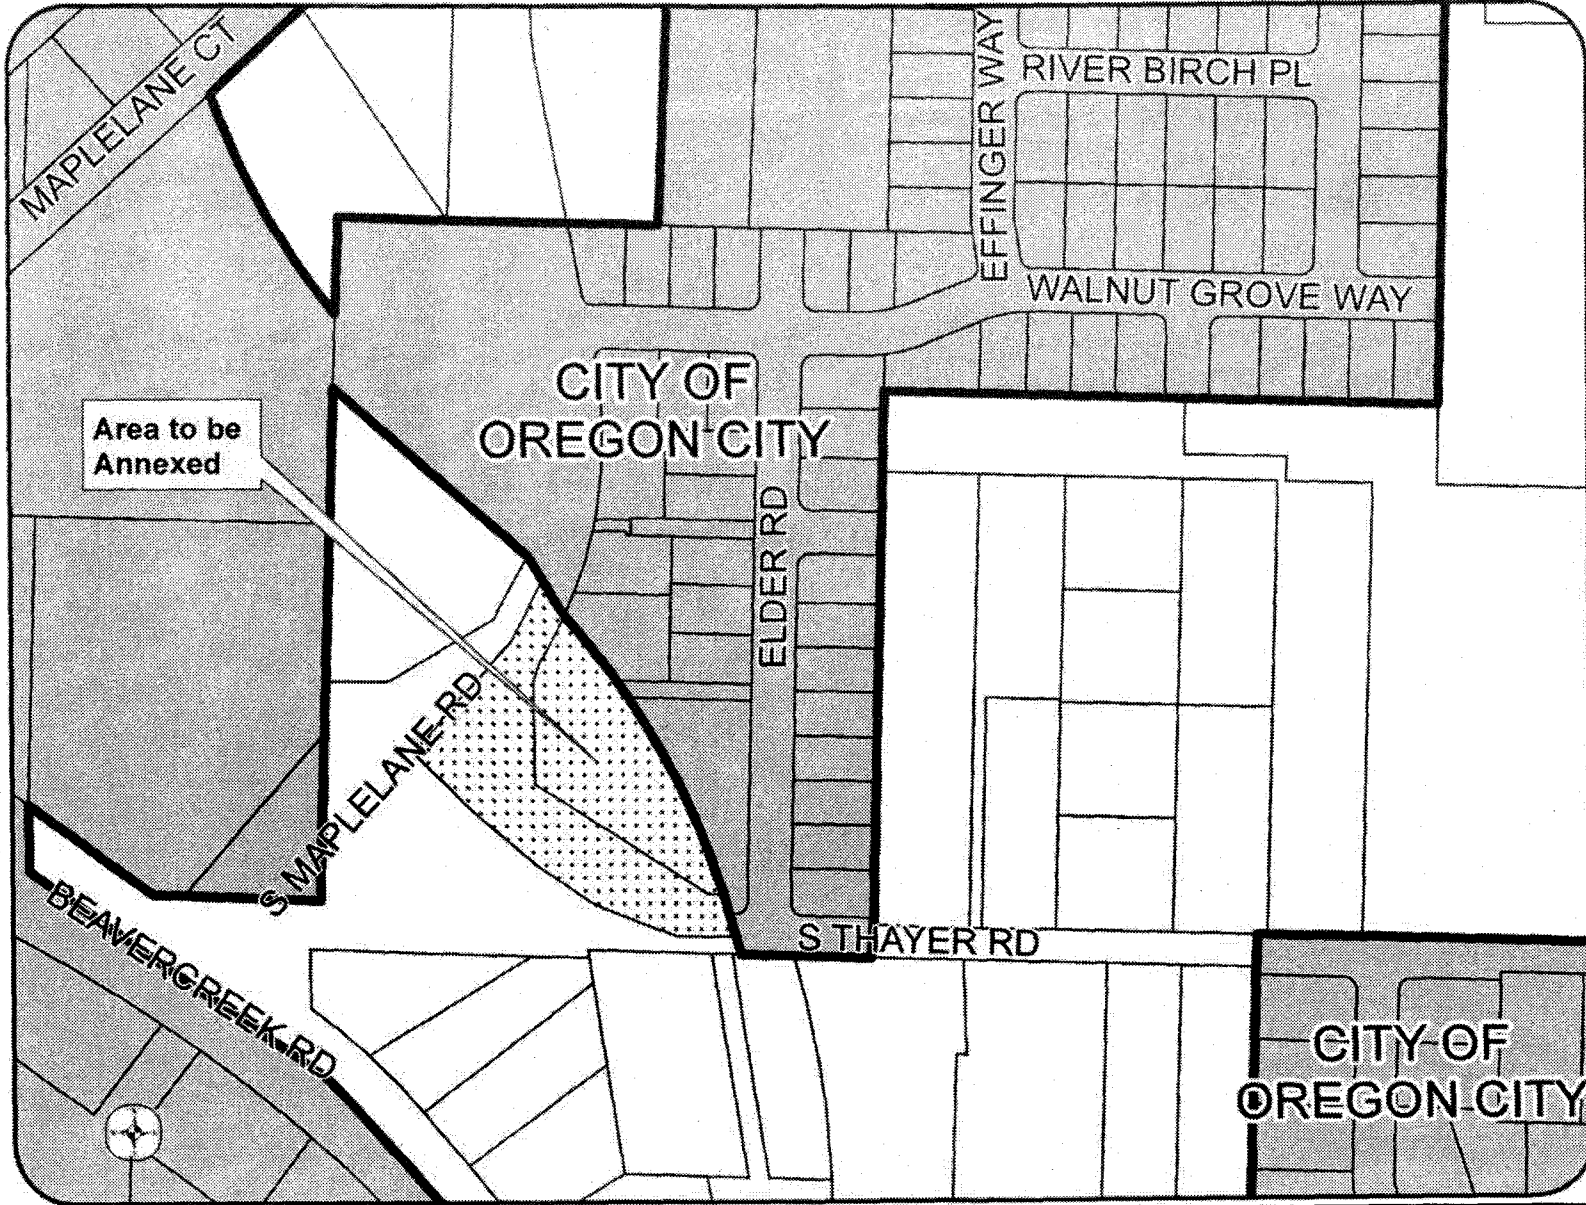 MAPLELANE CT
EFFINGER WAY
RIVER BIRCH PL
WALNUT GROVE WAY
CITY OF
OREGON CITY
Area to be
Annexed
ELDER RD
S MAPLELANE RD
BEAVERCREEK RD
S THAYER RD
CITY OF
OREGON CITY